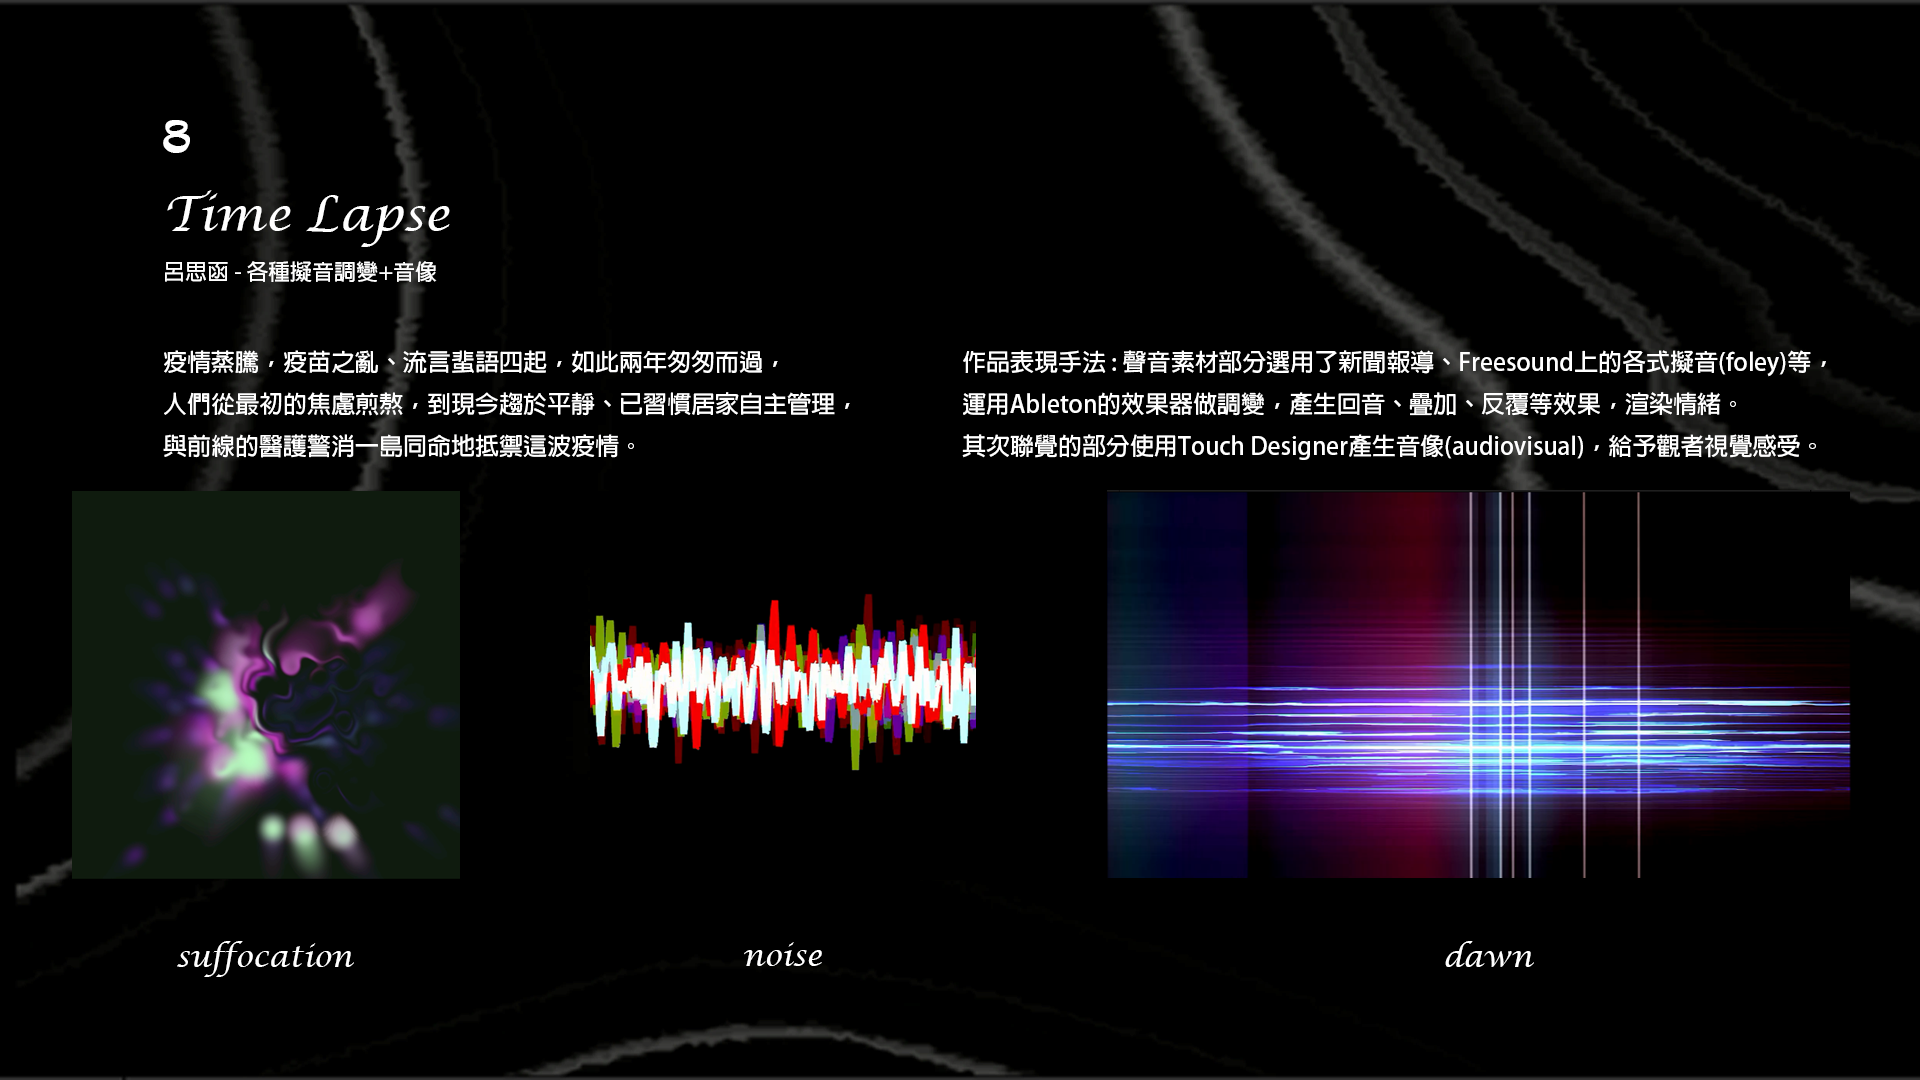 8
Time Lapse
呂思函 - 各種擬音調變+音像
疫情蒸騰，疫苗之亂、流言蜚語四起，如此兩年匆匆而過，
人們從最初的焦慮煎熬，到現今趨於平靜、已習慣居家自主管理，
與前線的醫護警消一島同命地抵禦這波疫情。
作品表現手法 : 聲音素材部分選用了新聞報導、Freesound上的各式擬音(foley)等，
運用Ableton的效果器做調變，產生回音、疊加、反覆等效果，渲染情緒。
其次聯覺的部分使用Touch Designer產生音像(audiovisual)，給予觀者視覺感受。
suffocation
noise
dawn